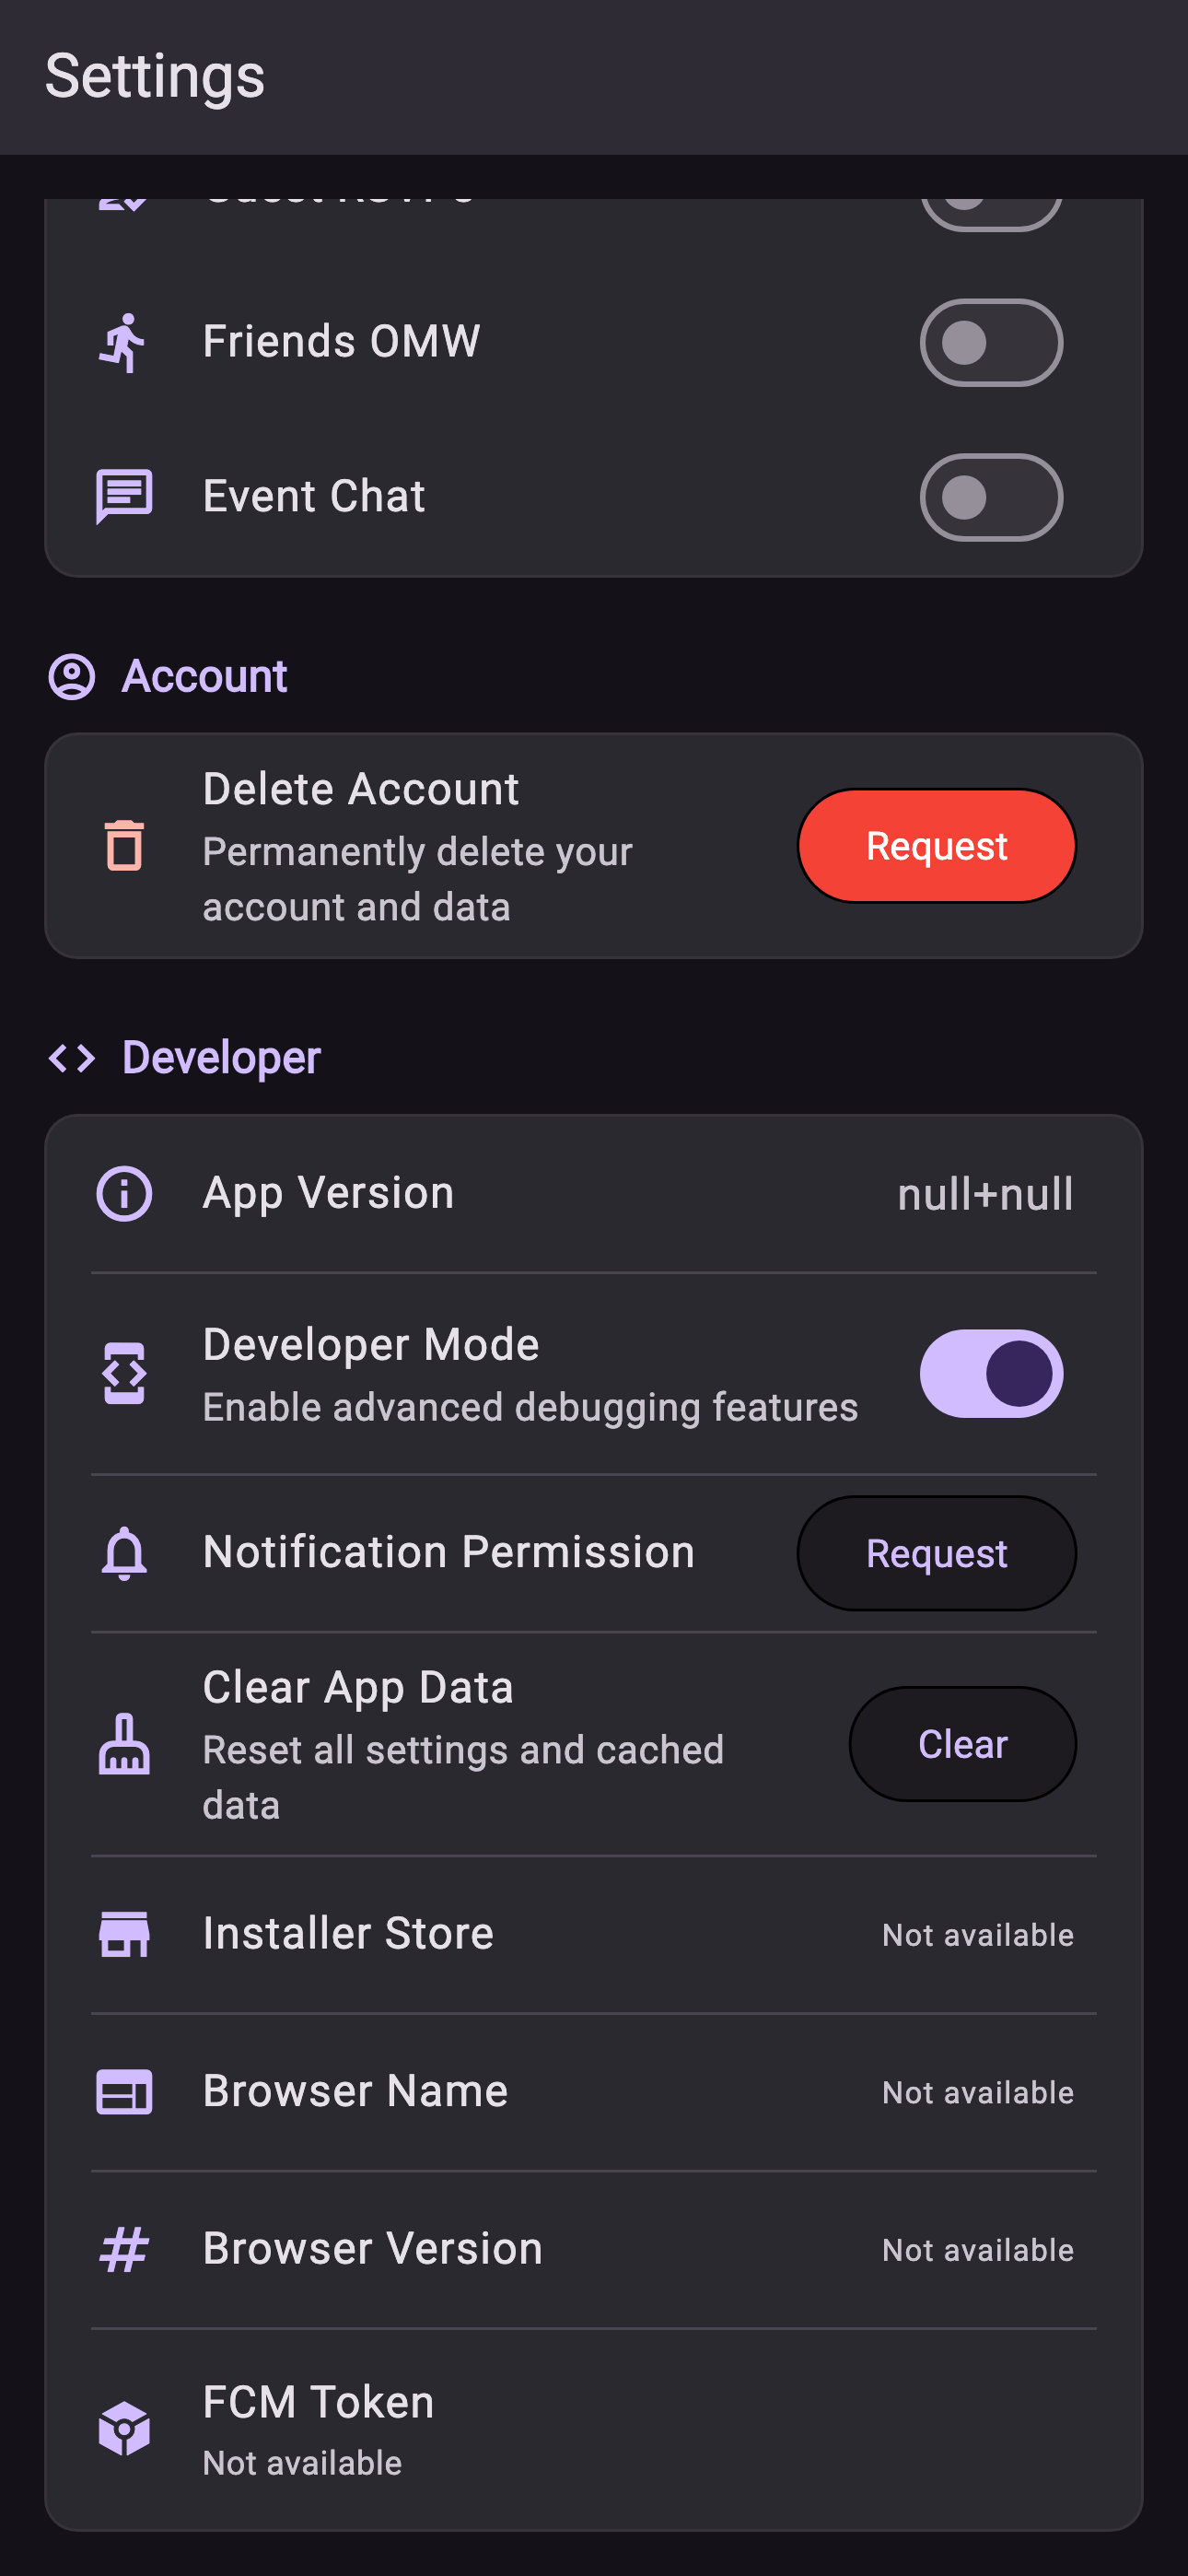 Settings
Friends OMW
Event Chat
Account
Delete Account
Permanently delete your
account and data
Request
Developer
App Version
null+null
Developer Mode
Enable advanced debugging features
Notification Permission
Request
Clear App Data
Reset all settings and cached
data
Clear
Installer Store
Not available
Browser Name
Not available
Browser Version
Not available
FCM Token
Not available